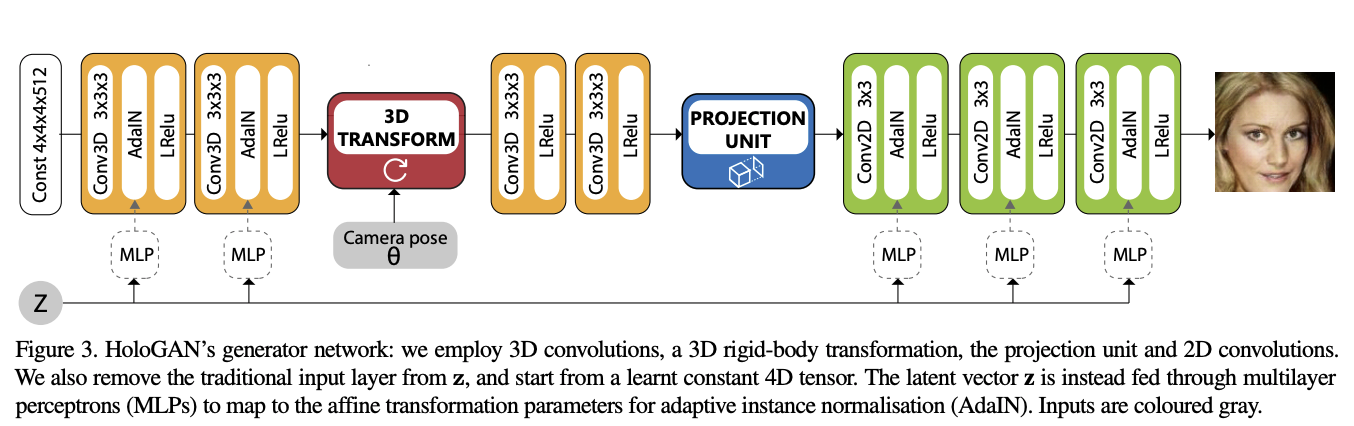 Const 4x4x4x512
Conv3D 3x3x3
AdaIN
LRelu
Conv3D 3x3x3
AdaIN
LRelu
3D
TRANSFORM
Conv3D 3x3x3
LRelu
Conv3D 3x3x3
LRelu
PROJECTION
UNIT
Conv2D 3x3
AdaIN
LRelu
Conv2D 3x3
AdaIN
LRelu
Conv2D 3x3
AdaIN
LRelu
MLP
MLP
Camera pose
θ
MLP
MLP
MLP
Z
Figure 3. HoloGAN's generator network: we employ 3D convolutions, a 3D rigid-body transformation, the projection unit and 2D convolutions.
We also remove the traditional input layer from z, and start from a learnt constant 4D tensor. The latent vector z is instead fed through multilayer
perceptrons (MLPs) to map to the affine transformation parameters for adaptive instance normalisation (AdaIN). Inputs are coloured gray.